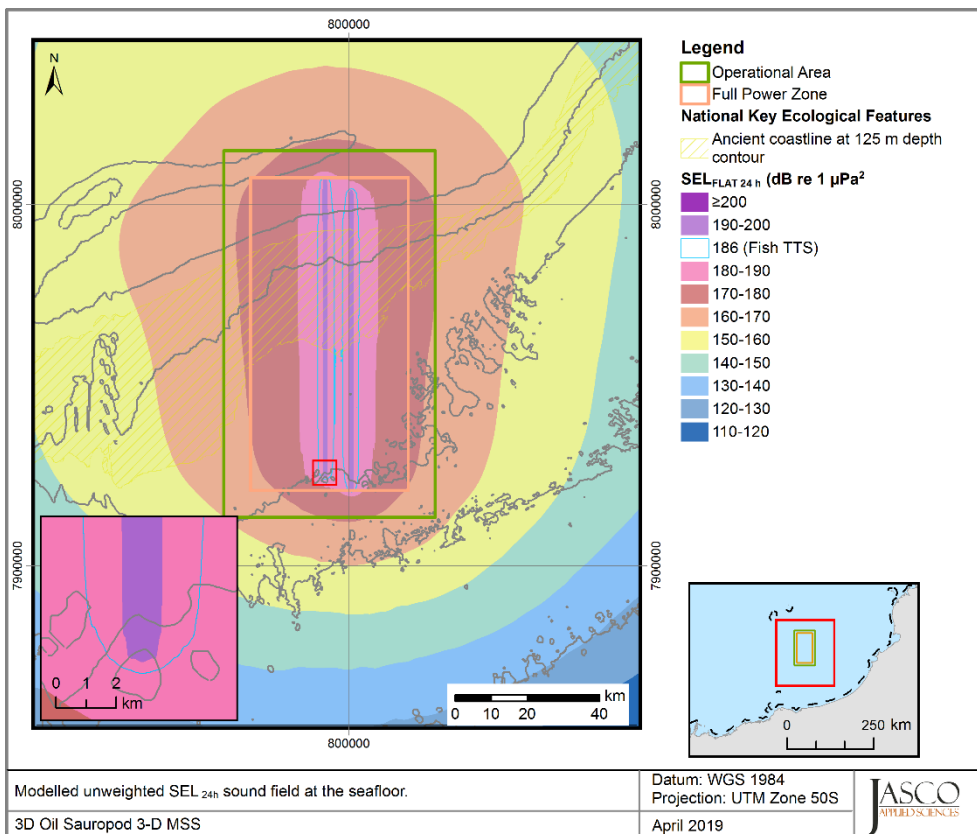 800000
N
8000000
8000000
7900000
7900000
0 1 2
km
km
0 10 20 40
800000
Legend
Operational Area
Full Power Zone
National Key Ecological Features
Ancient coastline at 125 m depth
contour
SELFLAT 24 h (dB re 1 µPa²
≥200
190-200
186 (Fish TTS)
180-190
170-180
160-170
150-160
140-150
130-140
120-130
110-120
0 250 km
Modelled unweighted SEL 24h sound field at the seafloor.
3D Oil Sauropod 3-D MSS
Datum: WGS 1984
Projection: UTM Zone 50S
April 2019
JASCO
APPLIED SCIENCES